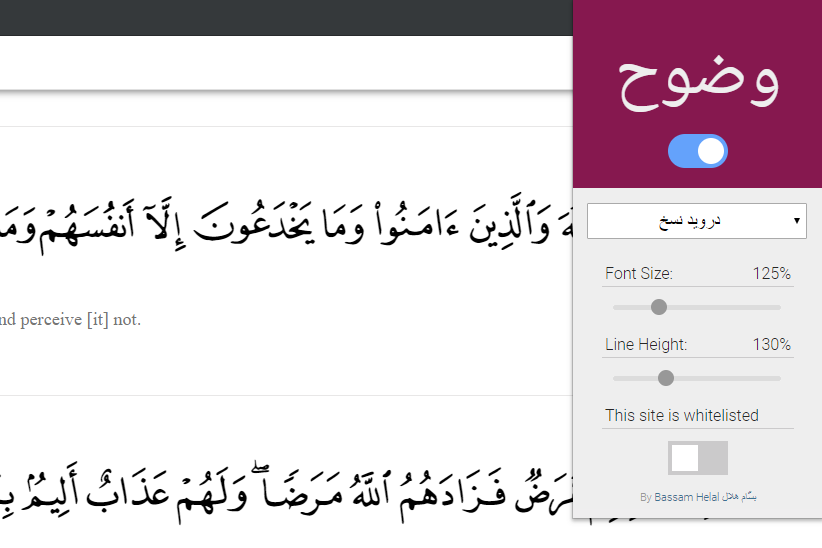 وضوح
درويد نسخ
Font Size: 125%
Line Height: 130%
This site is whitelisted
By Bassam Helal بسّام هلال
وَٱلَّذِينَ ءَامَنُوا۟ وَمَا يَخْدَعُونَ إِلَّآ أَنفُسَهُمْ وَمَا
nd perceive [it] not.
فَزَادَهُمُ ٱللَّهُ مَرَضًۭا ۖ وَلَهُمْ عَذَابٌ أَلِيمٌۢ